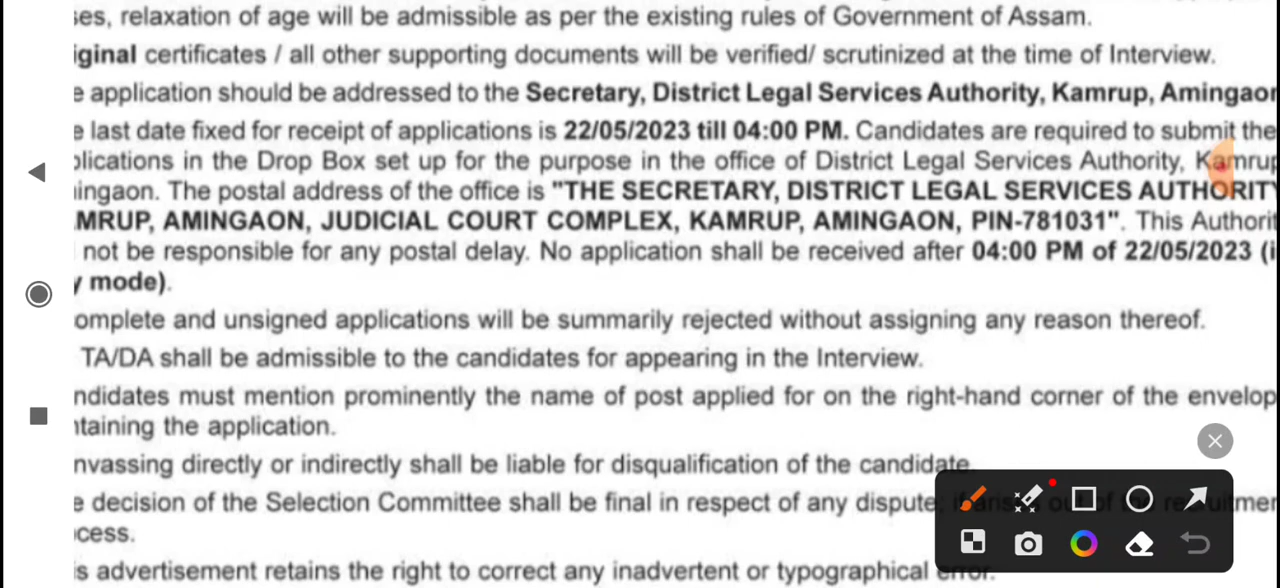 ses, relaxation of age will be admissible as per the existing rules of Government of Assam.
iginal certificates / all other supporting documents will be verified/ scrutinized at the time of Interview.
e application should be addressed to the Secretary, District Legal Services Authority, Kamrup, Amingaon
e last date fixed for receipt of applications is 22/05/2023 till 04:00 PM. Candidates are required to submit the
plications in the Drop Box set up for the purpose in the office of District Legal Services Authority, Kamrup
ingaon. The postal address of the office is "THE SECRETARY, DISTRICT LEGAL SERVICES AUTHORITY
MRUP, AMINGAON, JUDICIAL COURT COMPLEX, KAMRUP, AMINGAON, PIN-781031". This Authorit
not be responsible for any postal delay. No application shall be received after 04:00 PM of 22/05/2023 (i
y mode).
omplete and unsigned applications will be summarily rejected without assigning any reason thereof.
TA/DA shall be admissible to the candidates for appearing in the Interview.
ndidates must mention prominently the name of post applied for on the right-hand corner of the envelop
ntaining the application.
nvassing directly or indirectly shall be liable for disqualification of the candidate.
e decision of the Selection Committee shall be final in respect of any dispute; if arises out of the recruitmen
cess.
is advertisement retains the right to correct any inadvertent or typographical error.